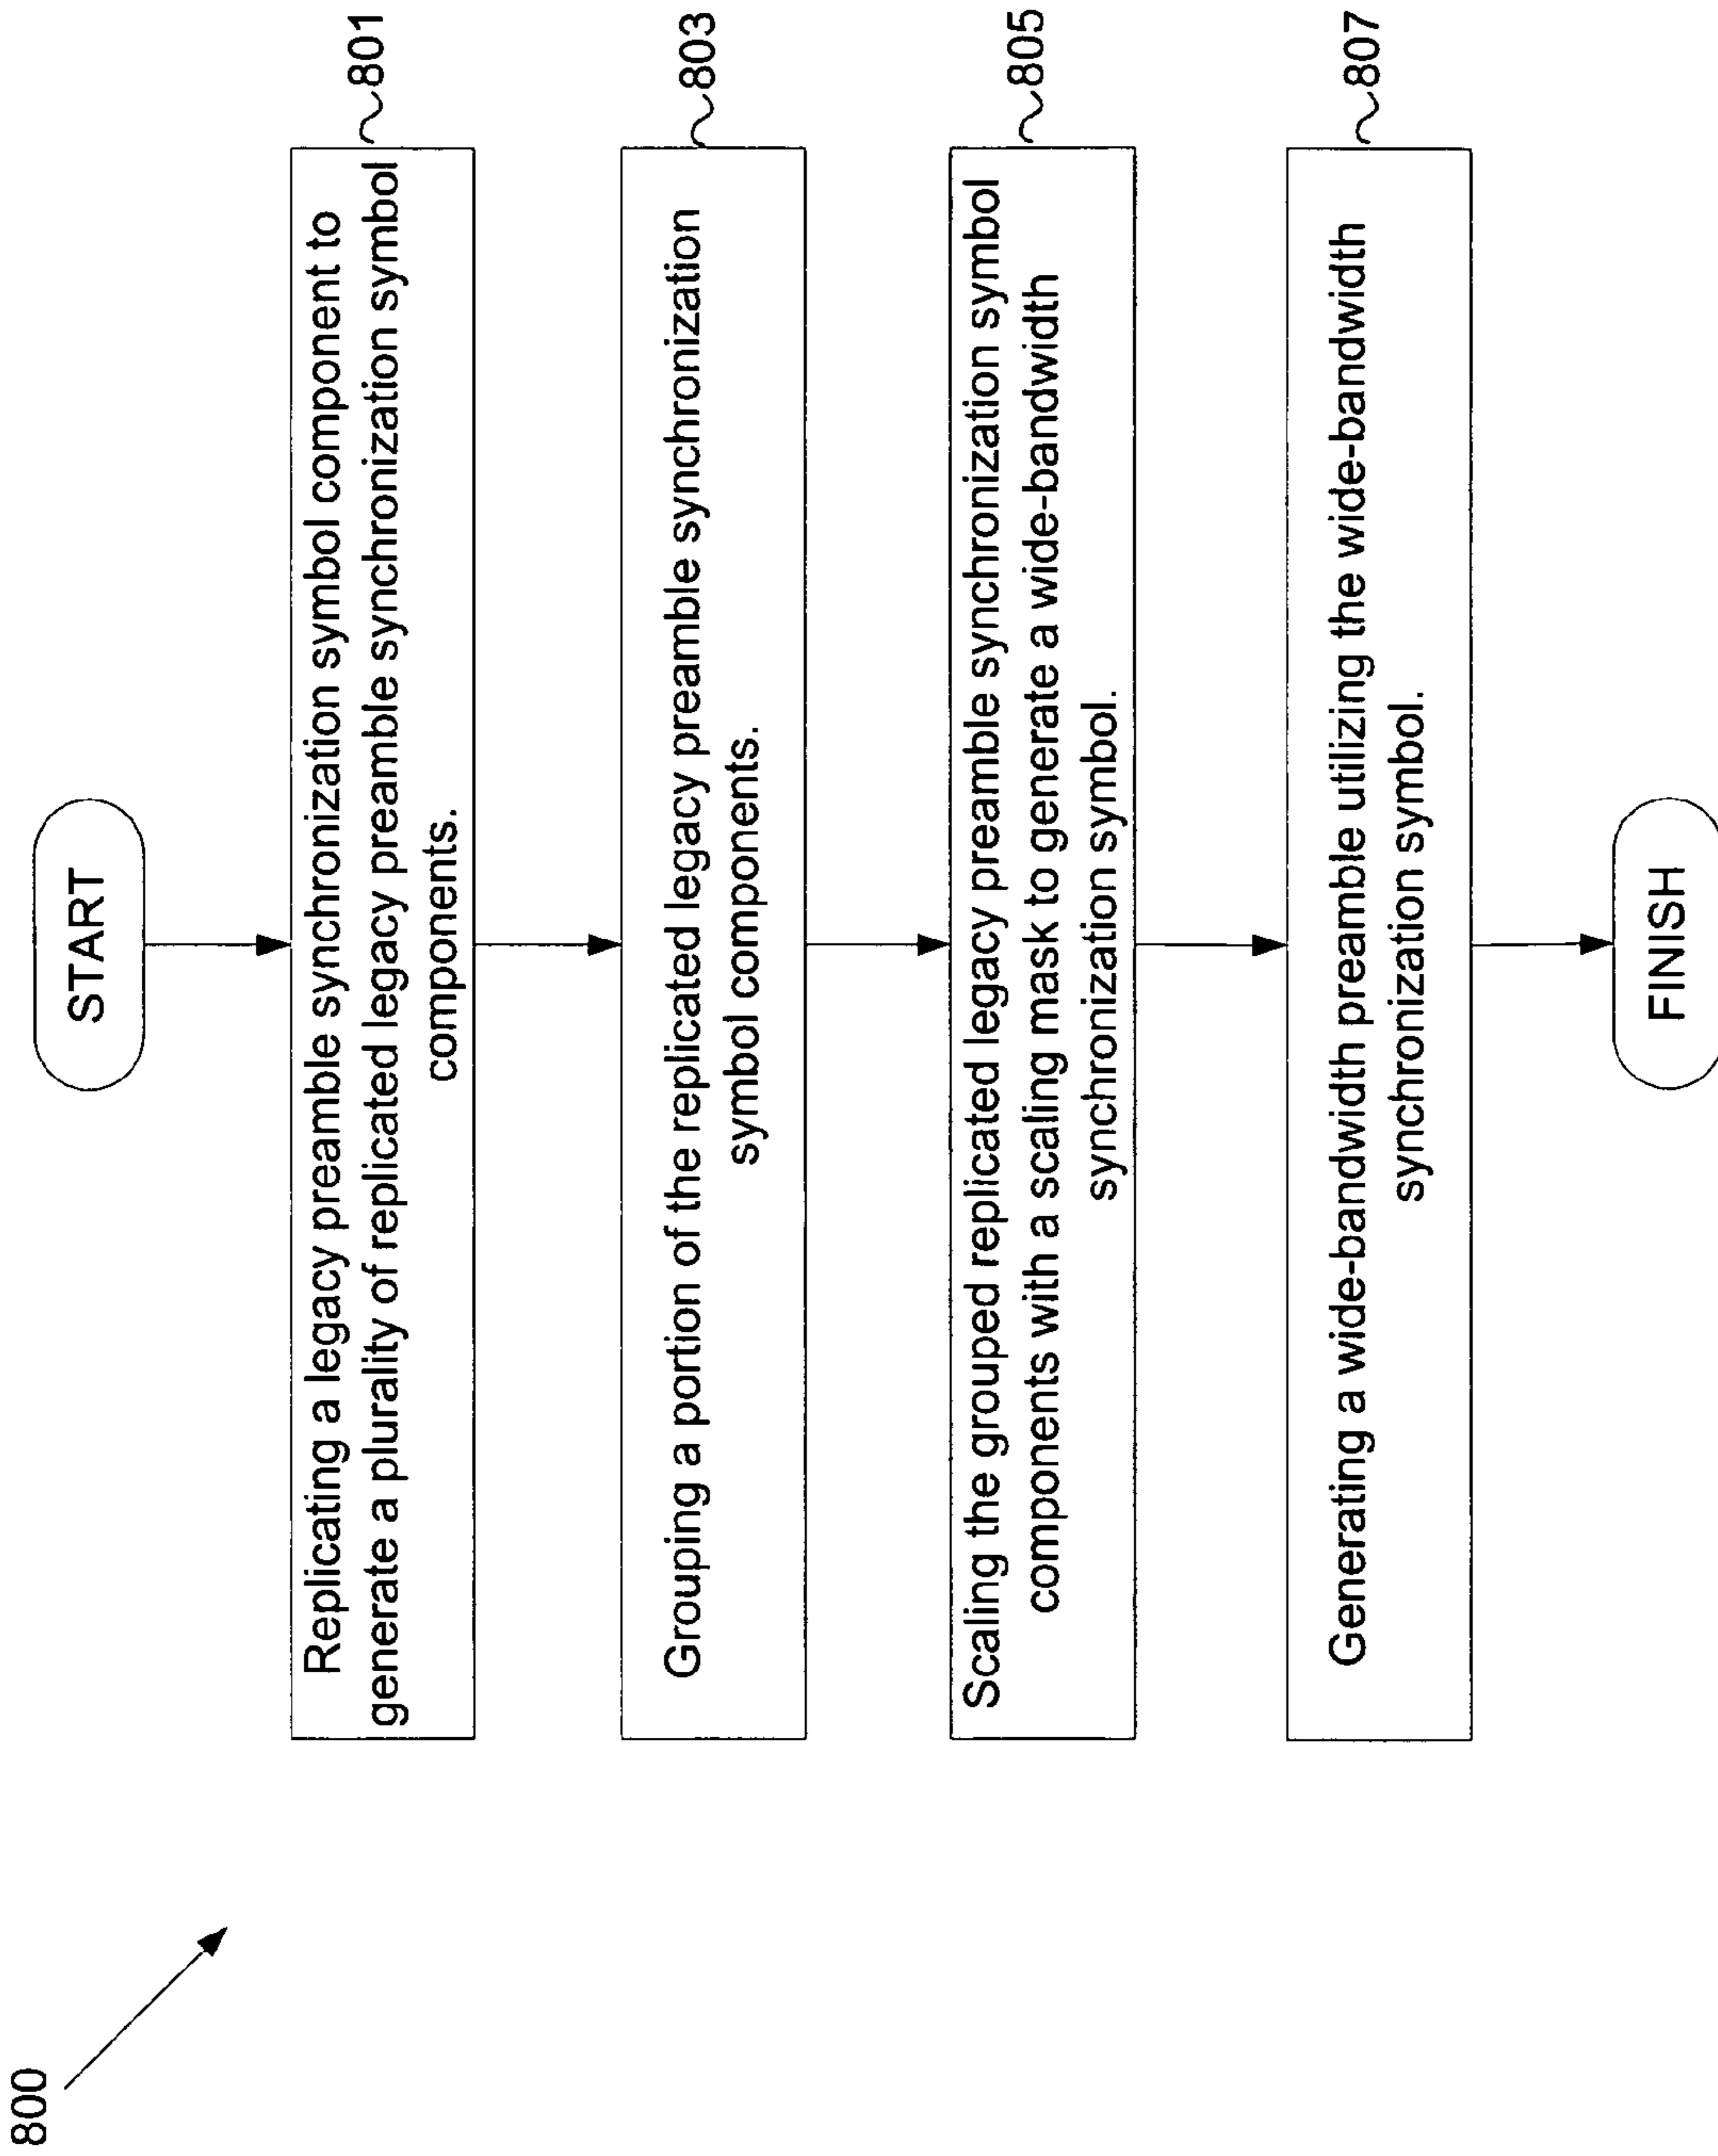 800
START
Replicating a legacy preamble synchronization symbol component to
generate a plurality of replicated legacy preamble synchronization symbol
components.
801
Grouping a portion of the replicated legacy preamble synchronization
symbol components.
803
Scaling the grouped replicated legacy preamble synchronization symbol
components with a scaling mask to generate a wide-bandwidth
synchronization symbol.
805
Generating a wide-bandwidth preamble utilizing the wide-bandwidth
synchronization symbol.
807
FINISH